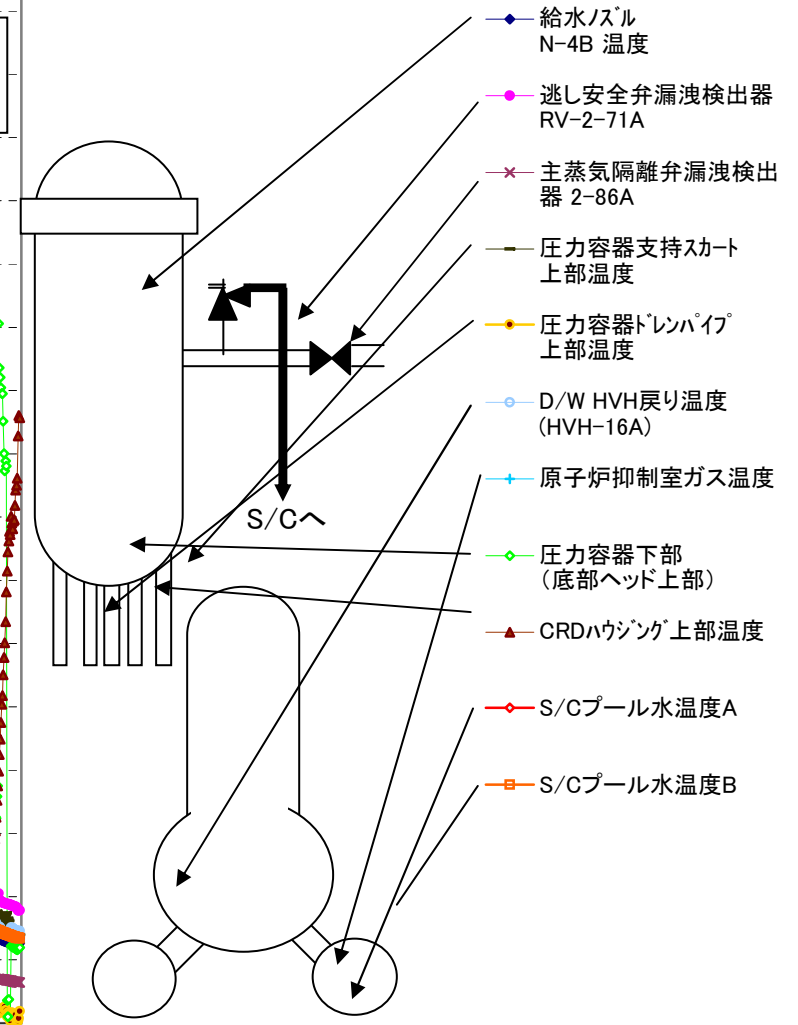 給水ﾉｽﾞﾙ
N-4B 温度
逃し安全弁漏洩検出器
RV-2-71A
主蒸気隔離弁漏洩検出
器 2-86A
圧力容器支持ｽｶｰﾄ
上部温度
圧力容器ﾄﾞﾚﾝﾊﾟｲﾌﾟ
上部温度
D/W HVH戻り温度
(HVH-16A)
原子炉抑制室ガス温度
S/Cへ
圧力容器下部
（底部ヘッド上部）
CRDﾊｳｼﾞﾝｸﾞ上部温度
S/Cプール水温度A
S/Cプール水温度B